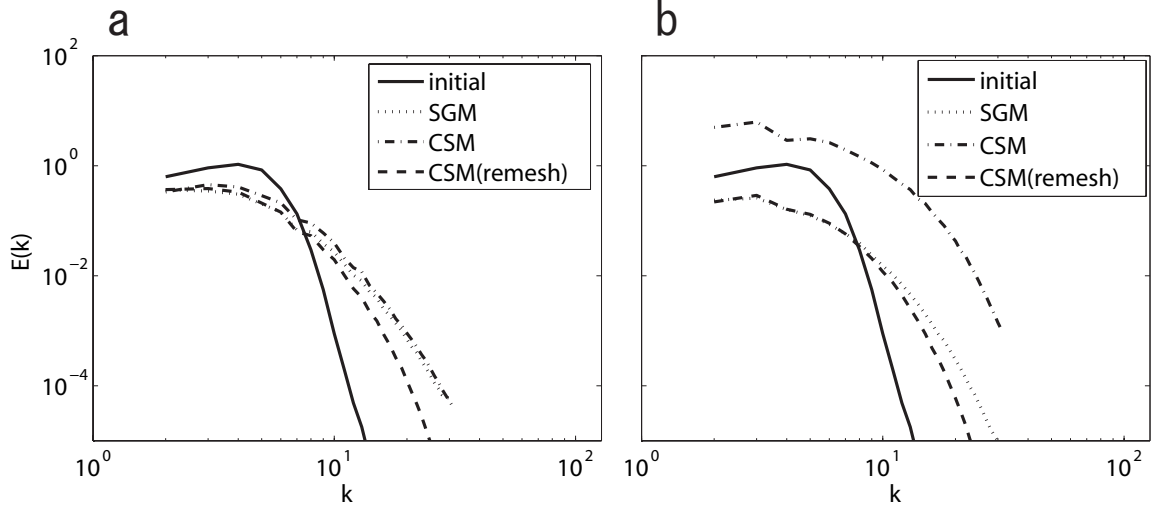 a
10^2
10^0
10^−2
10^−4
E(k)
10^0
10^1
10^2
k
initial
SGM
CSM
CSM(remesh)
b
10^0
10^1
10^2
k
initial
SGM
CSM
CSM(remesh)